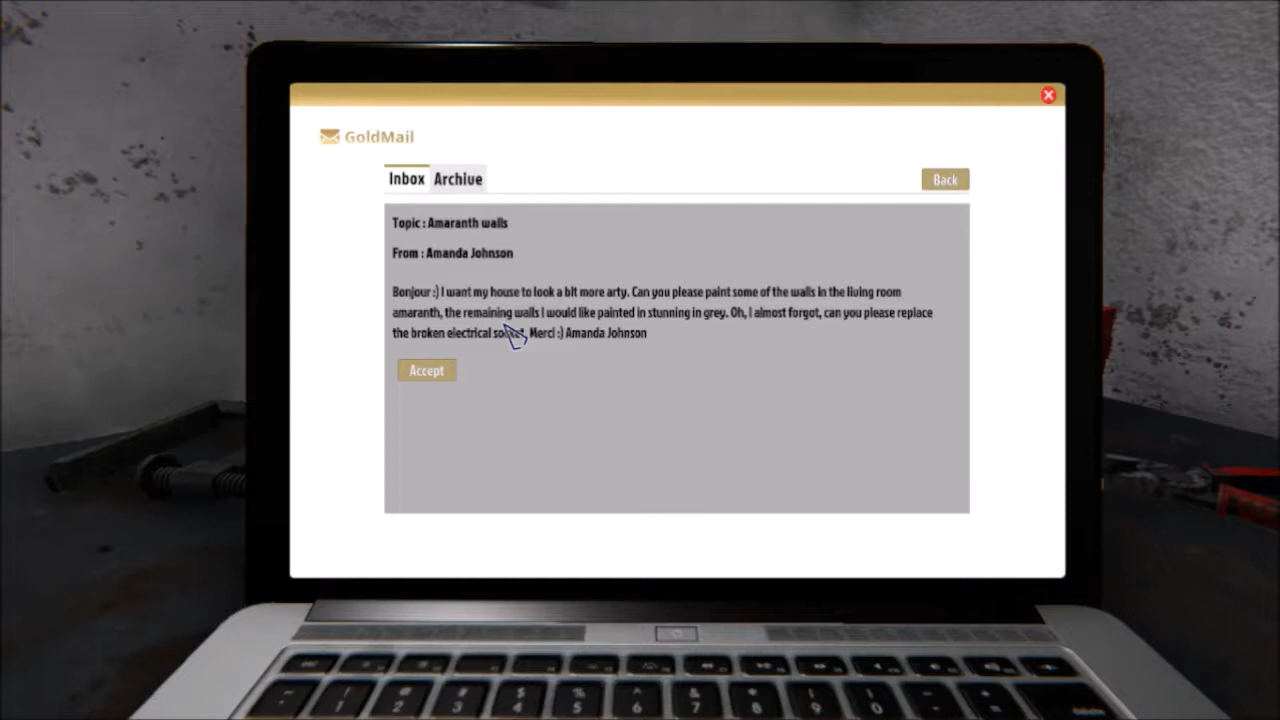 GoldMail
Inbox Archive
Back
Topic : Amaranth walls
From : Amanda Johnson
Bonjour :) I want my house to look a bit more arty. Can you please paint some of the walls in the living room
amaranth, the remaining walls I would like painted in stunning in grey. Oh, I almost forgot, can you please replace
the broken electrical Merci :) Amanda Johnson
Accept